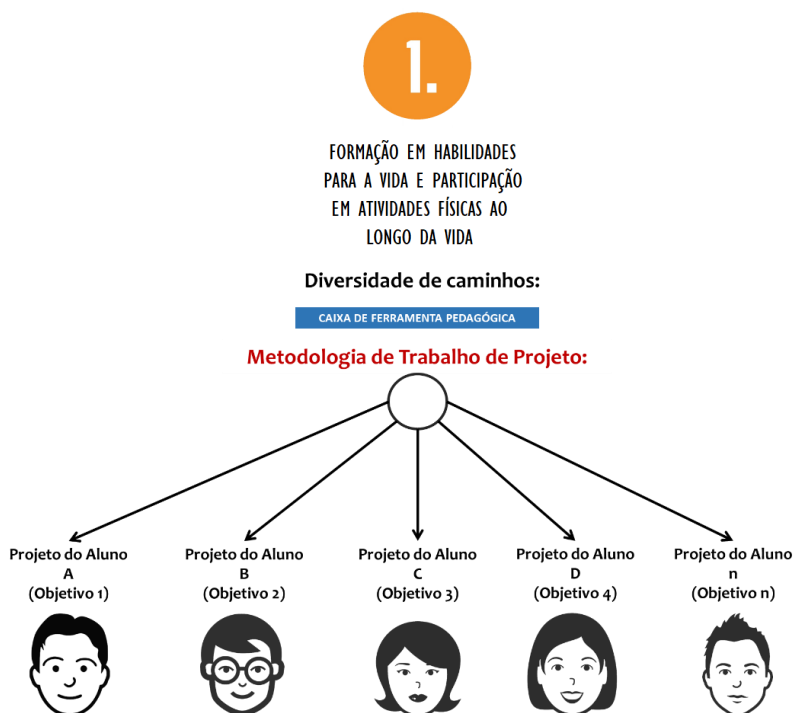 1.
FORMAÇÃO EM HABILIDADES
PARA A VIDA E PARTICIPAÇÃO
EM ATIVIDADES FÍSICAS AO
LONGO DA VIDA
Diversidade de caminhos:
CAIXA DE FERRAMENTA PEDAGÓGICA
Metodologia de Trabalho de Projeto:
Projeto do Aluno
A
(Objetivo 1)
Projeto do Aluno
B
(Objetivo 2)
Projeto do Aluno
C
(Objetivo 3)
Projeto do Aluno
D
(Objetivo 4)
Projeto do Aluno
n
(Objetivo n)